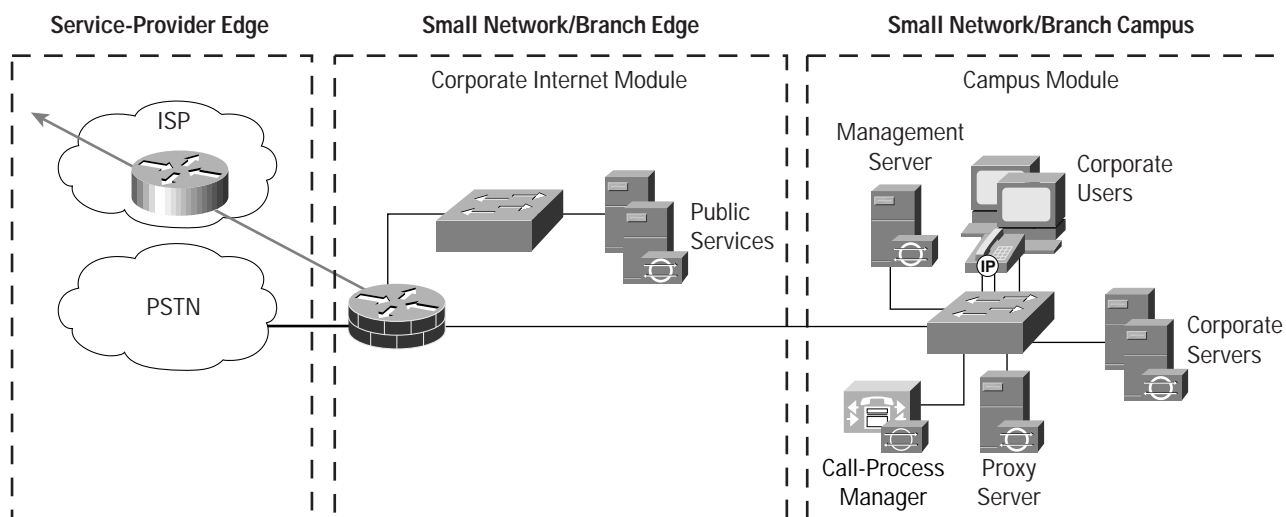 Service-Provider Edge
Small Network/Branch Edge
Small Network/Branch Campus
Corporate Internet Module
Campus Module
ISP
Management
Server
Corporate
Users
Public
Services
IP
PSTN
Corporate
Servers
Call-Process
Manager
Proxy
Server